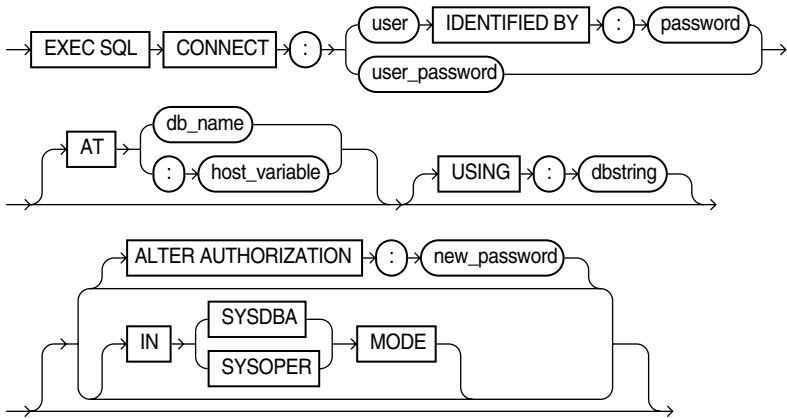 user IDENTIFIED BY : password
EXEC SQL CONNECT :
user_password
db_name
AT
: host_variable
USING : dbstring
ALTER AUTHORIZATION : new_password
SYSDBA
IN MODE
SYSOPER